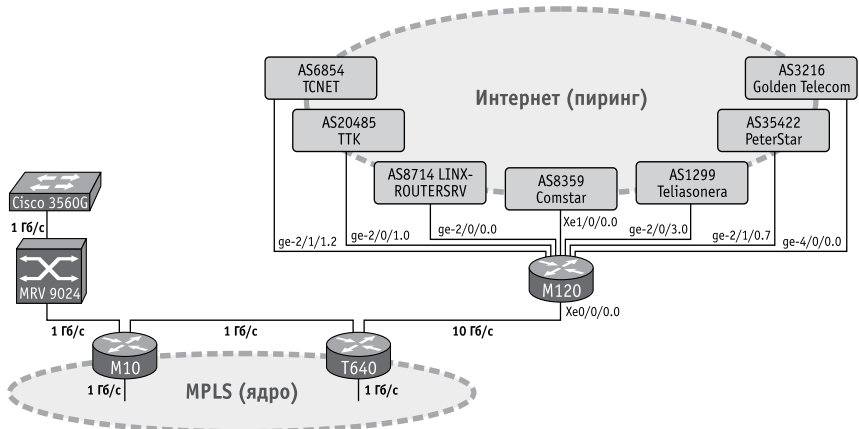 AS6854
TCNET
AS3216
Golden Telecom
Интернет (пиринг)
AS20485
TTK
AS35422
PeterStar
AS8714 LINX-
ROUTERSRV
AS8359
Comstar
AS1299
Teliasonera
Cisco 3560G
1 Гб/с
MRV 9024
ge-2/1/1.2
ge-2/0/1.0
ge-2/0/0.0
Xe1/0/0.0
ge-2/0/3.0
ge-2/1/0.7
ge-4/0/0.0
M120
Xe0/0/0.0
1 Гб/с
1 Гб/с
10 Гб/с
M10
T640
1 Гб/с
MPLS (ядро)
1 Гб/с